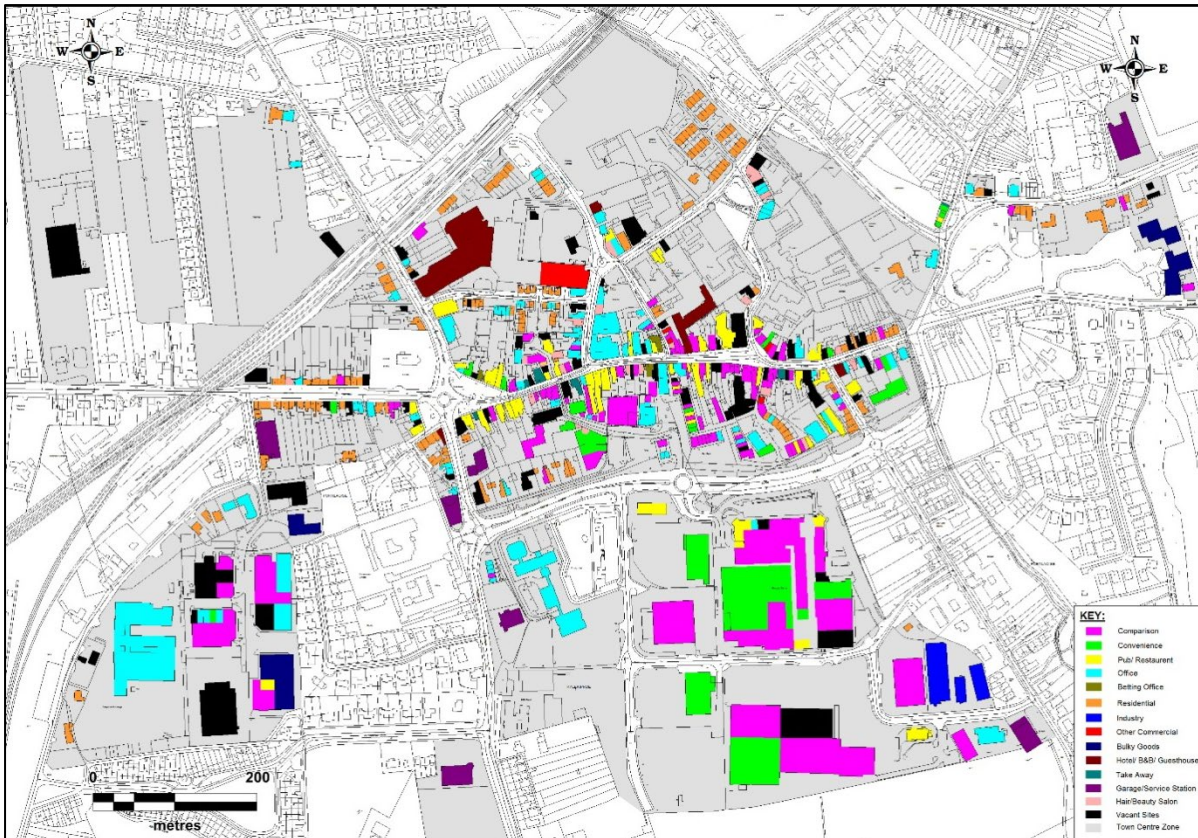 N
W E
S
N
W E
S
KEY:
Comparison
Convenience
Pub/ Restaurent
Office
Betting Office
Residential
Industry
Other Commercial
Bulky Goods
Hotel/ B&B/ Guesthouse
Take Away
Garage/Service Station
Hair/Beauty Salon
Vacant Sites
Town Centre Zone
0 200
metres